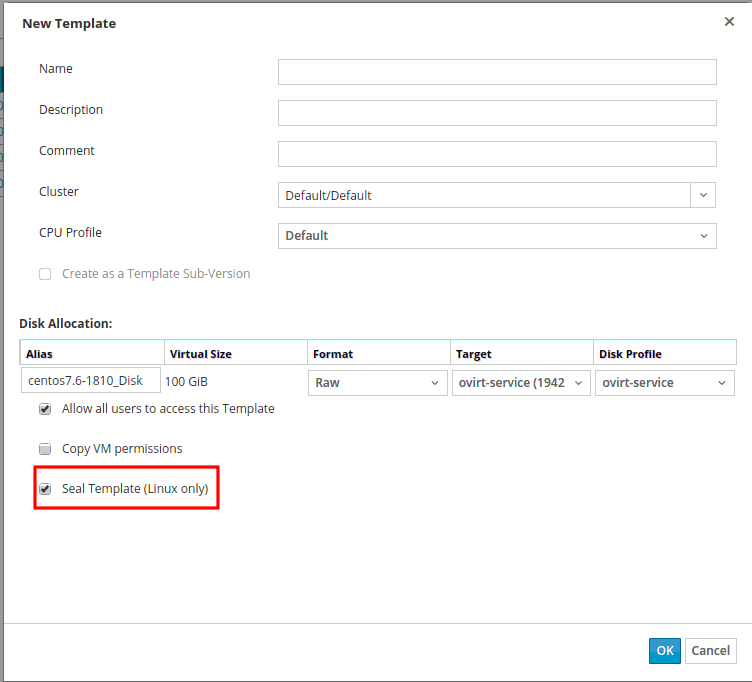 New Template
Name
Description
Comment
Cluster
Default/Default
CPU Profile
Default
Create as a Template Sub-Version
Disk Allocation:
Alias Virtual Size Format Target Disk Profile
centos7.6-1810_Disk 100 GiB Raw ovirt-service (1942 ovirt-service
Allow all users to access this Template
Copy VM permissions
Seal Template (Linux only)
OK Cancel